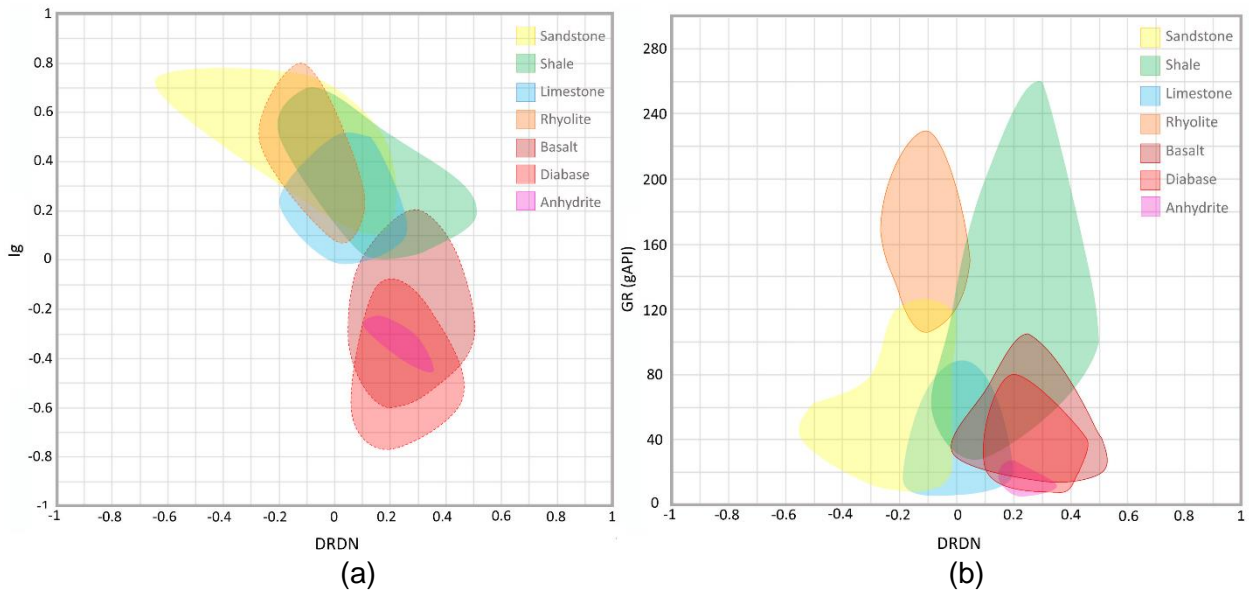 1
0.8
0.6
0.4
0.2
0
-0.2
-0.4
-0.6
-0.8
-1
Ig
-1
-0.8
-0.6
-0.4
-0.2
0
0.2
0.4
0.6
0.8
1
DRDN
Sandstone
Shale
Limestone
Rhyolite
Basalt
Diabase
Anhydrite
(a)
280
240
200
160
120
80
40
0
GR (gAPI)
-1
-0.8
-0.6
-0.4
-0.2
0
0.2
0.4
0.6
0.8
1
DRDN
Sandstone
Shale
Limestone
Rhyolite
Basalt
Diabase
Anhydrite
(b)